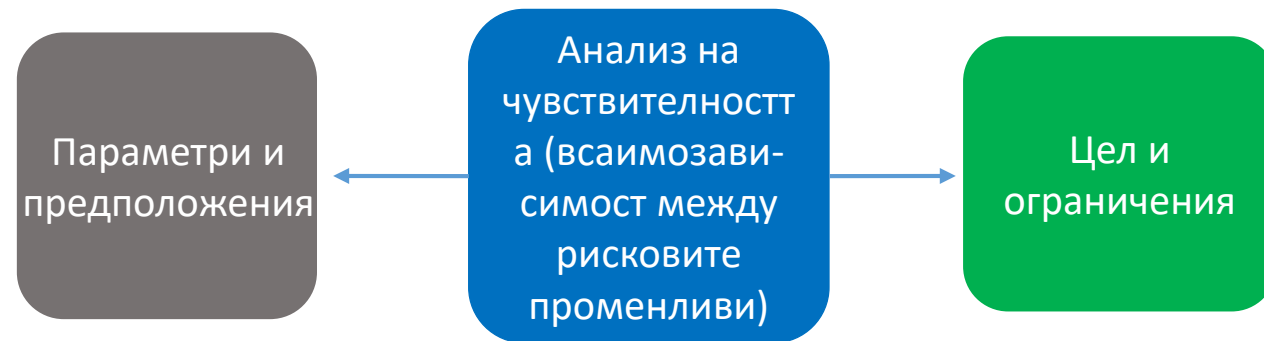 Параметри и
предположения
Анализ на
чувствителностт
а (всаимозави-
симост между
рисковите
променливи)
Цел и
ограничения